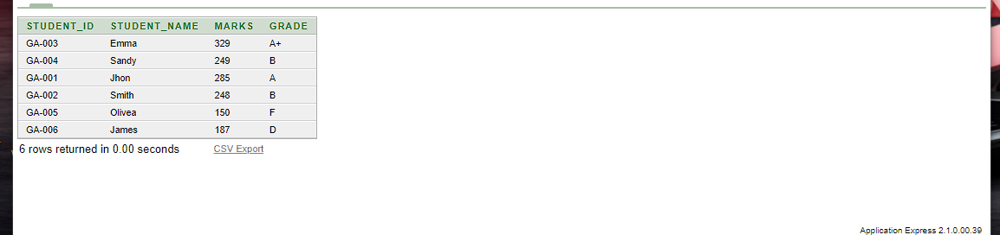 STUDENT_ID STUDENT_NAME MARKS GRADE
GA-003 Emma 329 A+
GA-004 Sandy 249 B
GA-001 Jhon 285 A
GA-002 Smith 248 B
GA-005 Olivea 150 F
GA-006 James 187 D
6 rows returned in 0.00 seconds CSV Export
Application Express 2.1.0.00.39